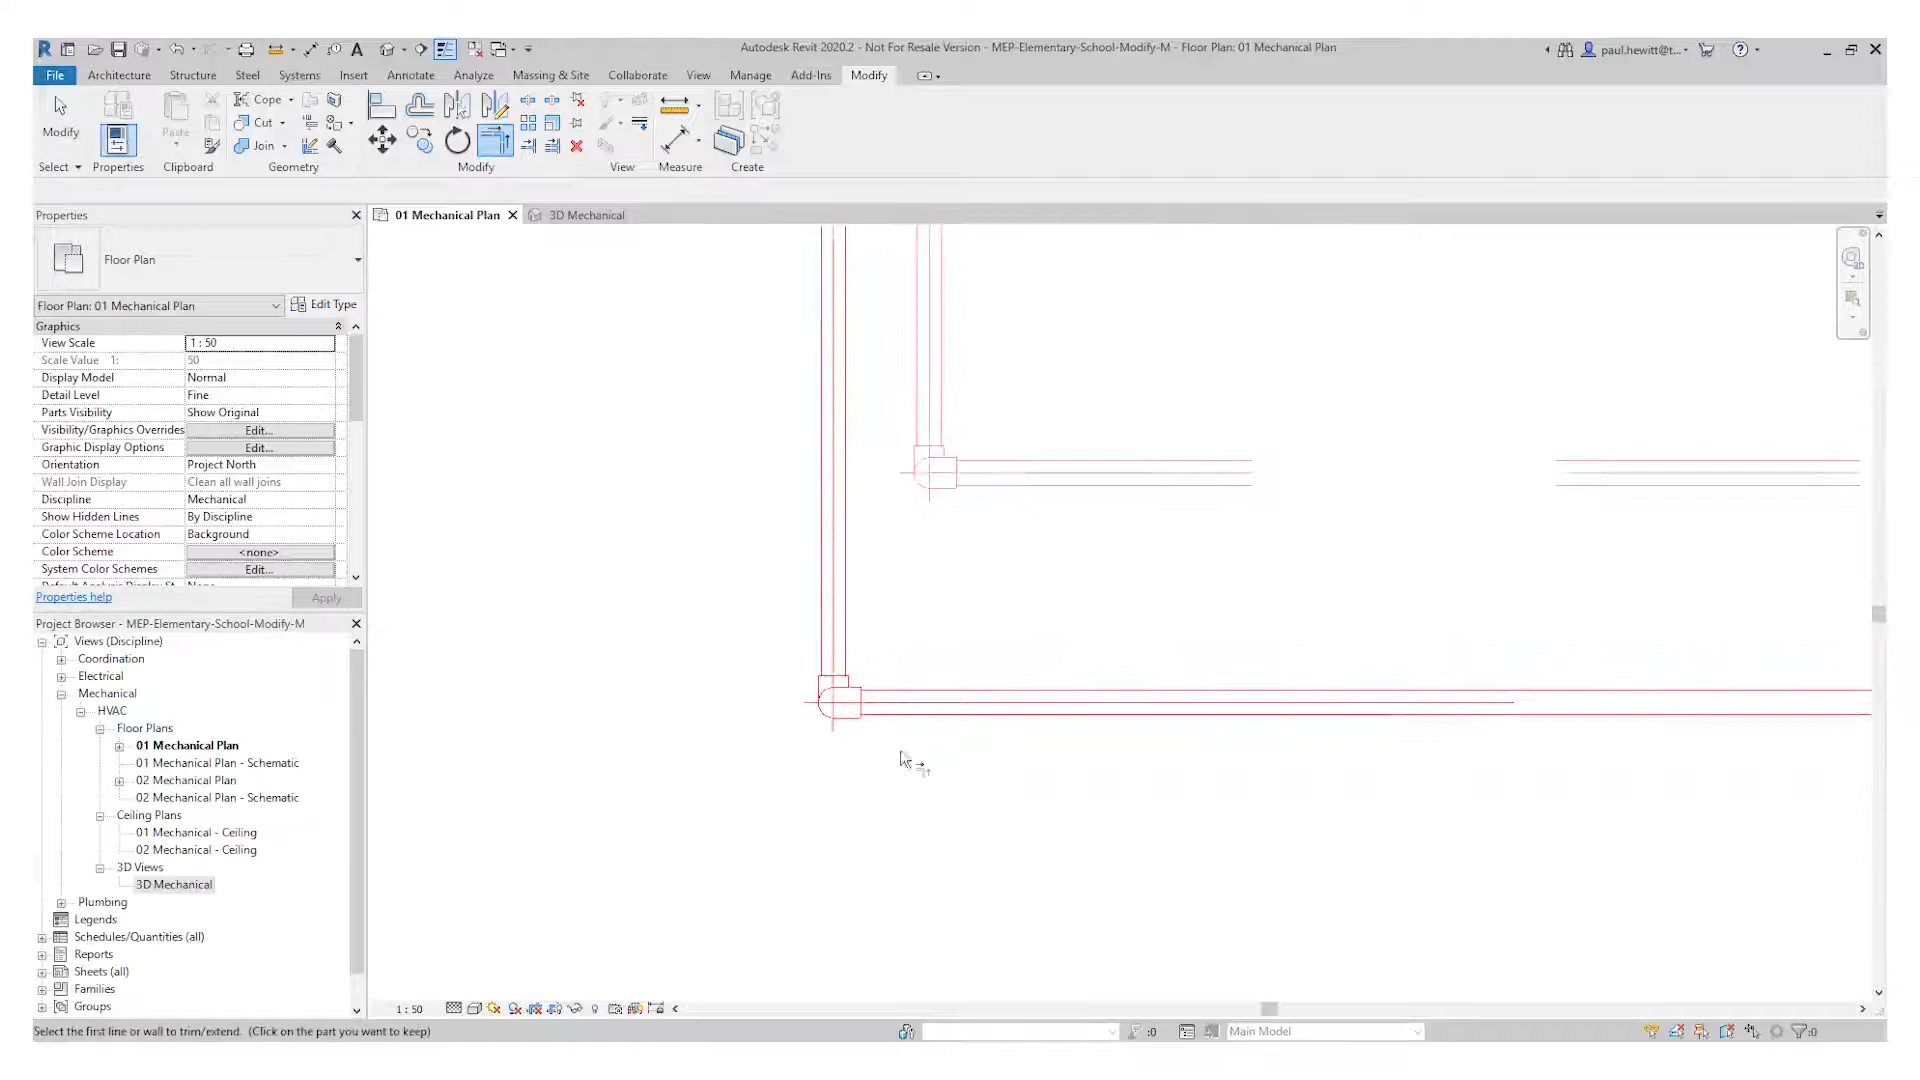 Autodesk Revit 2020.2 - Not For Resale Version - MEP-Elementary-School-Modify-M - Floor Plan: 01 Mechanical Plan
paul.hewitt@t...
File Architecture Structure Steel Systems Insert Annotate Analyze Massing & Site Collaborate View Manage Add-Ins Modify
Modify
Paste
Cope
Cut
Join
Select Properties Clipboard Geometry Modify View Measure Create
Properties
01 Mechanical Plan
3D Mechanical
Floor Plan
Floor Plan: 01 Mechanical Plan
Edit Type
Graphics
View Scale 1 : 50
Scale Value 1: 50
Display Model Normal
Detail Level Fine
Parts Visibility Show Original
Visibility/Graphics Overrides Edit...
Graphic Display Options Edit...
Orientation Project North
Wall Join Display Clean all wall joins
Discipline Mechanical
Show Hidden Lines By Discipline
Color Scheme Location Background
Color Scheme <none>
System Color Schemes Edit...
Properties help
Apply
Project Browser - MEP-Elementary-School-Modify-M
Views (Discipline)
Coordination
Electrical
Mechanical
HVAC
Floor Plans
01 Mechanical Plan
01 Mechanical Plan - Schematic
02 Mechanical Plan
02 Mechanical Plan - Schematic
Ceiling Plans
01 Mechanical - Ceiling
02 Mechanical - Ceiling
3D Views
3D Mechanical
Plumbing
Legends
Schedules/Quantities (all)
Reports
Sheets (all)
Families
Groups
1 : 50
Select the first line or wall to trim/extend. (Click on the part you want to keep)
:0
Main Model
:0